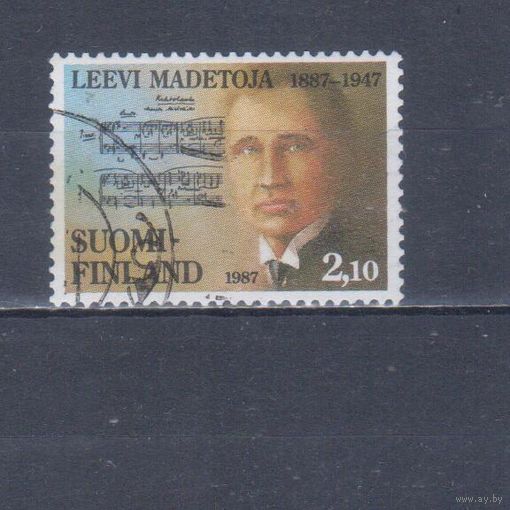 LEEVI MADETOJA 1887-1947
SUOMI-
FINLAND 1987 2,10
www.ay.by